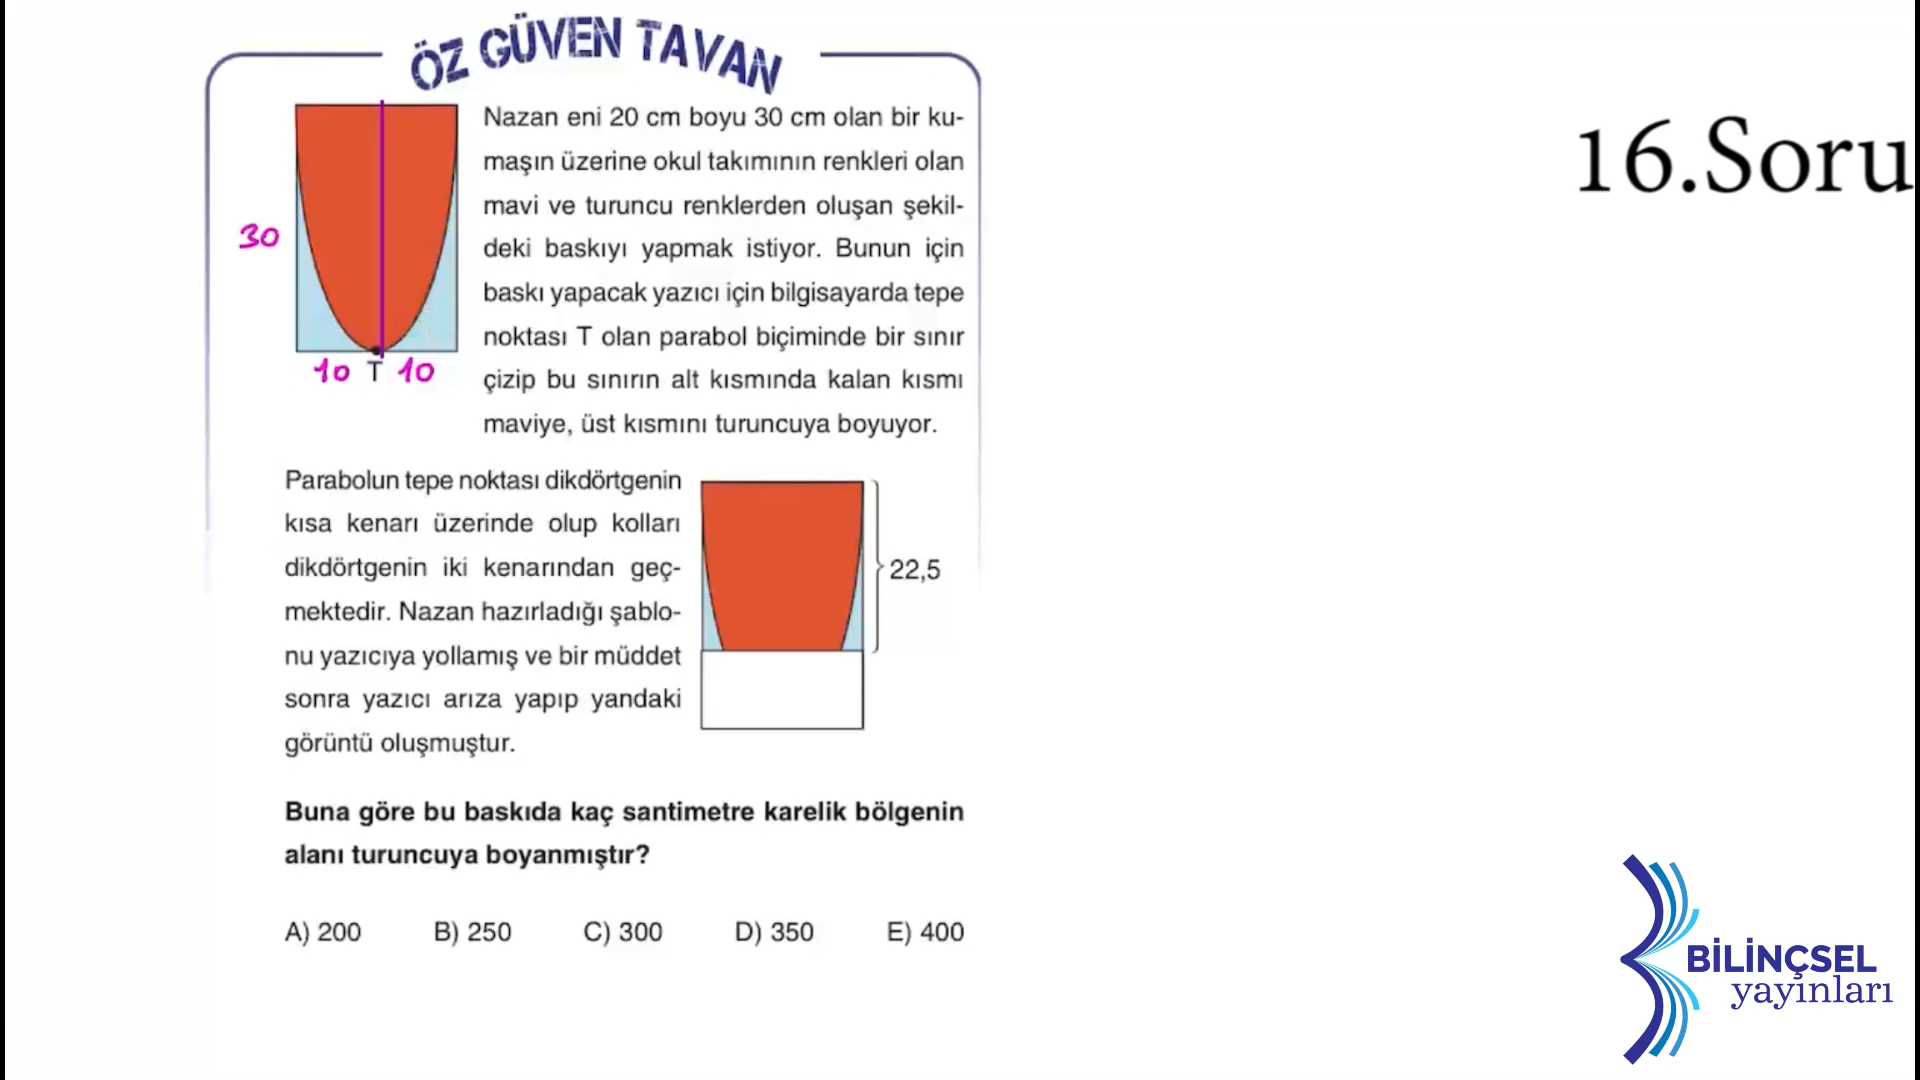 ÖZ GÜVEN TAVAN
16.Soru
Nazan eni 20 cm boyu 30 cm olan bir ku-
maşın üzerine okul takımının renkleri olan
mavi ve turuncu renklerden oluşan şekil-
deki baskıyı yapmak istiyor. Bunun için
baskı yapacak yazıcı için bilgisayarda tepe
noktası T olan parabol biçiminde bir sınır
çizip bu sınırın alt kısmında kalan kısmı
maviye, üst kısmını turuncuya boyuyor.
30
10 T 10
Parabolun tepe noktası dikdörtgenin
kısa kenarı üzerinde olup kolları
dikdörtgenin iki kenarından geç-
mektedir. Nazan hazırladığı şablo-
nu yazıcıya yollamış ve bir müddet
sonra yazıcı arıza yapıp yandaki
görüntü oluşmuştur.
22,5
Buna göre bu baskıda kaç santimetre karelik bölgenin
alanı turuncuya boyanmıştır?
A) 200 B) 250 C) 300 D) 350 E) 400
BİLİNÇSEL
yayınları